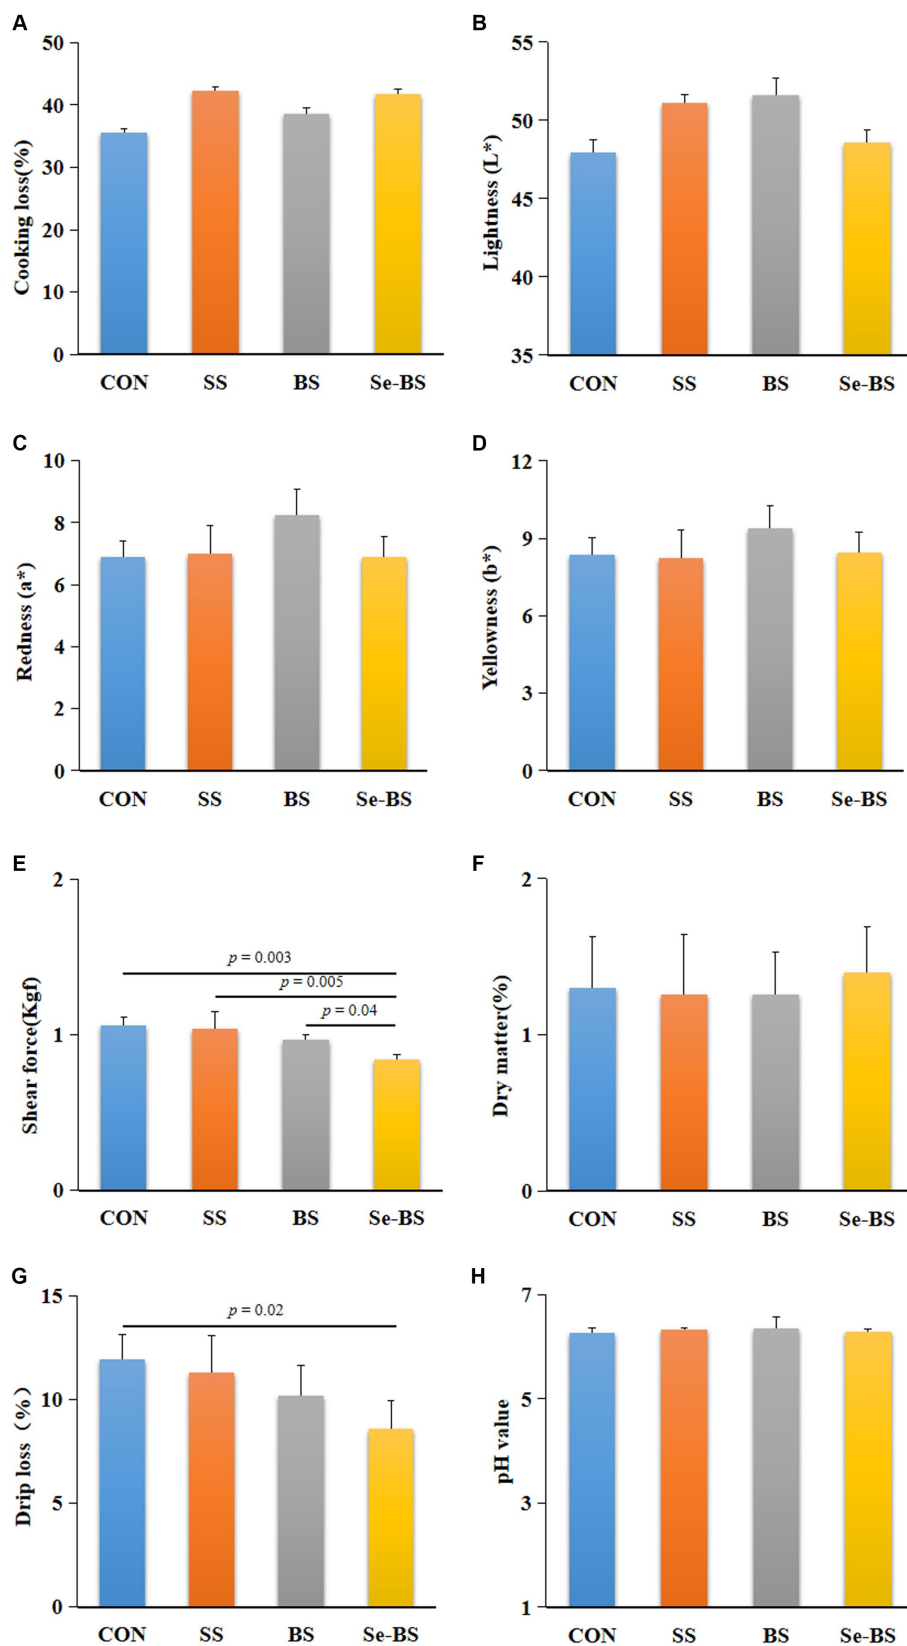 A
Cooking loss(%)
50
40
30
20
10
0
CON SS BS Se-BS
B
Lightness (L*)
55
50
45
40
35
CON SS BS Se-BS
C
Redness (a*)
10
8
6
4
2
0
CON SS BS Se-BS
D
Yellowness (b*)
12
9
6
3
0
CON SS BS Se-BS
E
Shear force(Kgf)
2
1
0
p = 0.003
p = 0.005
p = 0.04
CON SS BS Se-BS
F
Dry matter(%)
2
1
0
CON SS BS Se-BS
G
Drip loss（%）
15
10
5
0
p = 0.02
CON SS BS Se-BS
H
pH value
7
5
3
1
CON SS BS Se-BS